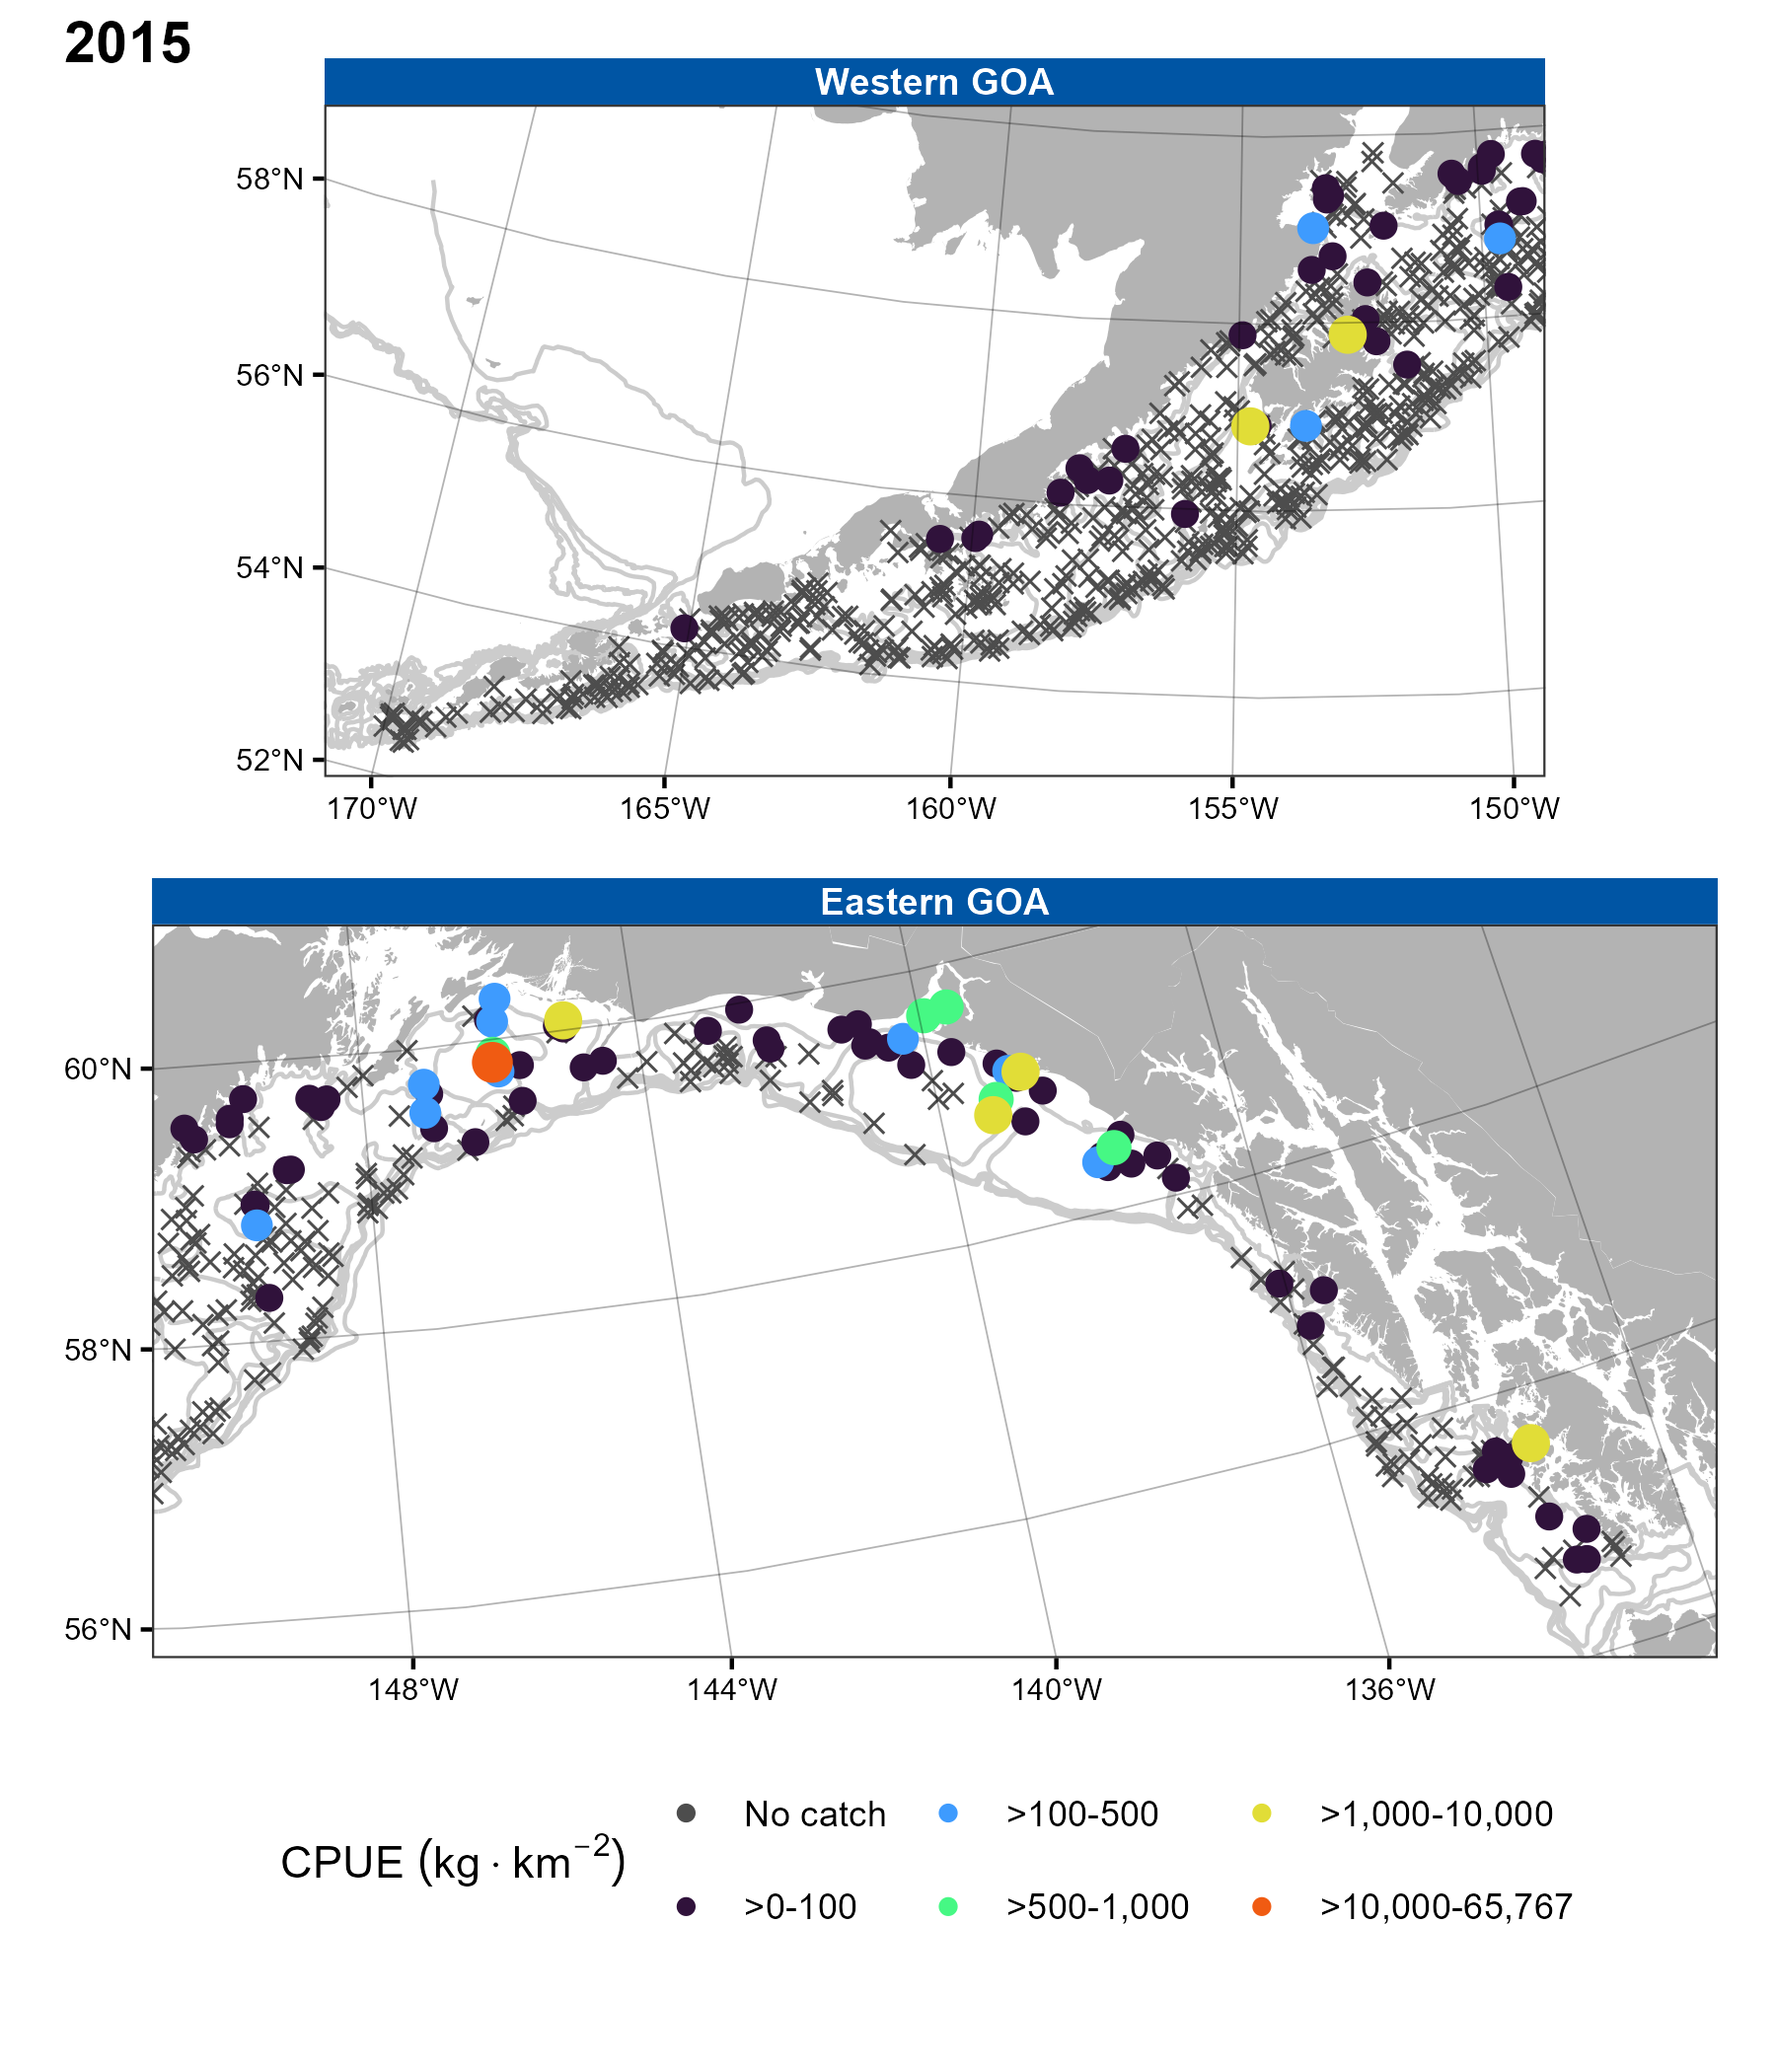 2015
Western GOA
58°N
56°N
54°N
52°N
170°W 165°W 160°W 155°W 150°W
Eastern GOA
60°N
58°N
56°N
148°W 144°W 140°W 136°W
CPUE (kg · km⁻²)
No catch >100-500 >1,000-10,000
>0-100 >500-1,000 >10,000-65,767